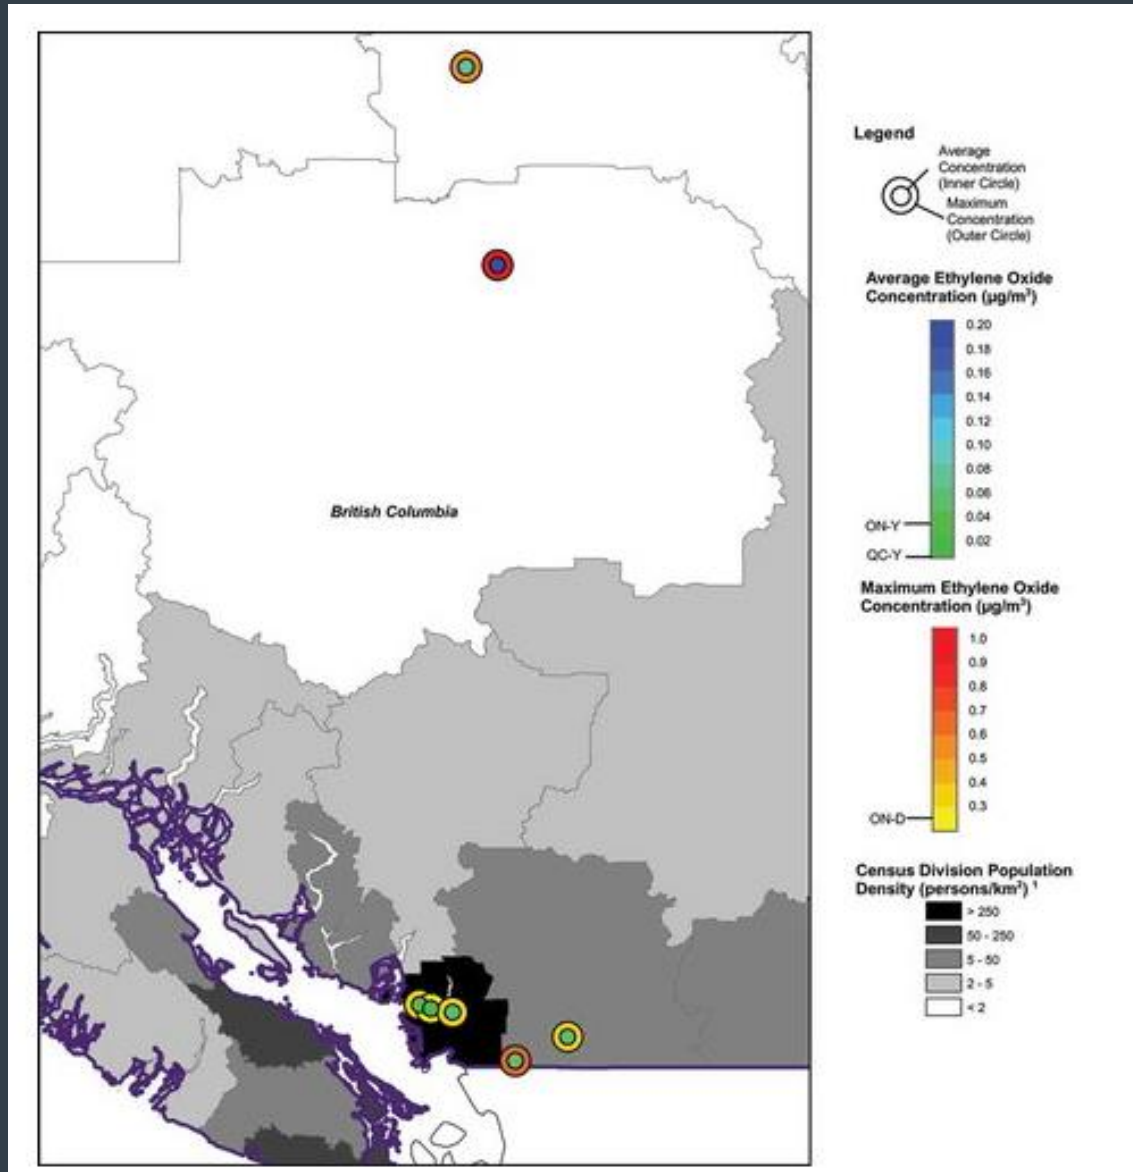 British Columbia
Legend
Average
Concentration
(Inner Circle)
Maximum
Concentration
(Outer Circle)
Average Ethylene Oxide
Concentration (µg/m³)
0.20
0.18
0.16
0.14
0.12
0.10
0.08
0.06
0.04
0.02
ON-Y
QC-Y
Maximum Ethylene Oxide
Concentration (µg/m³)
1.0
0.9
0.8
0.7
0.6
0.5
0.4
0.3
ON-D
Census Division Population
Density (persons/km²) ¹
> 250
50 - 250
5 - 50
2 - 5
< 2